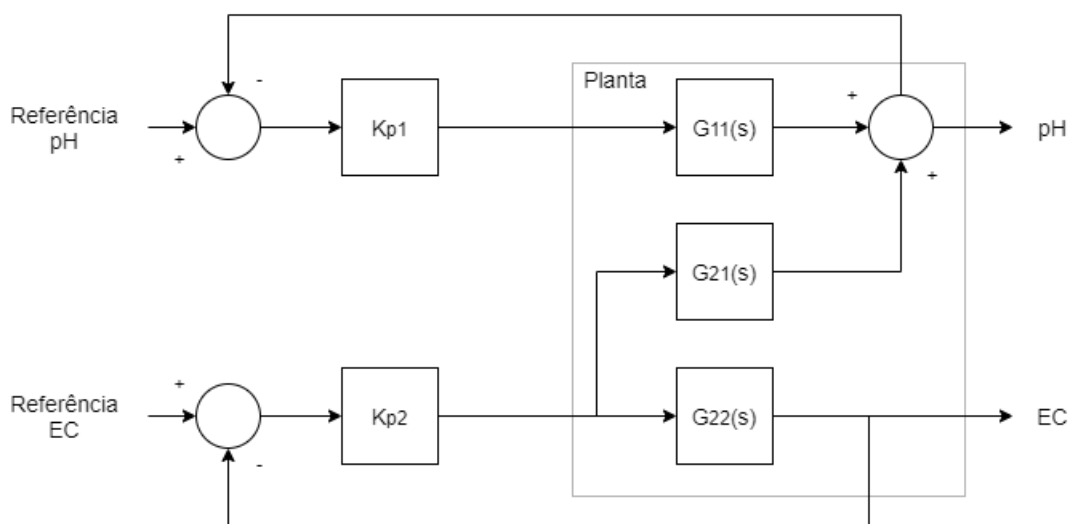 -
Planta
Referência
pH
+
Kp1
G11(s)
+
pH
+
G21(s)
Referência
EC
+
Kp2
G22(s)
EC
-